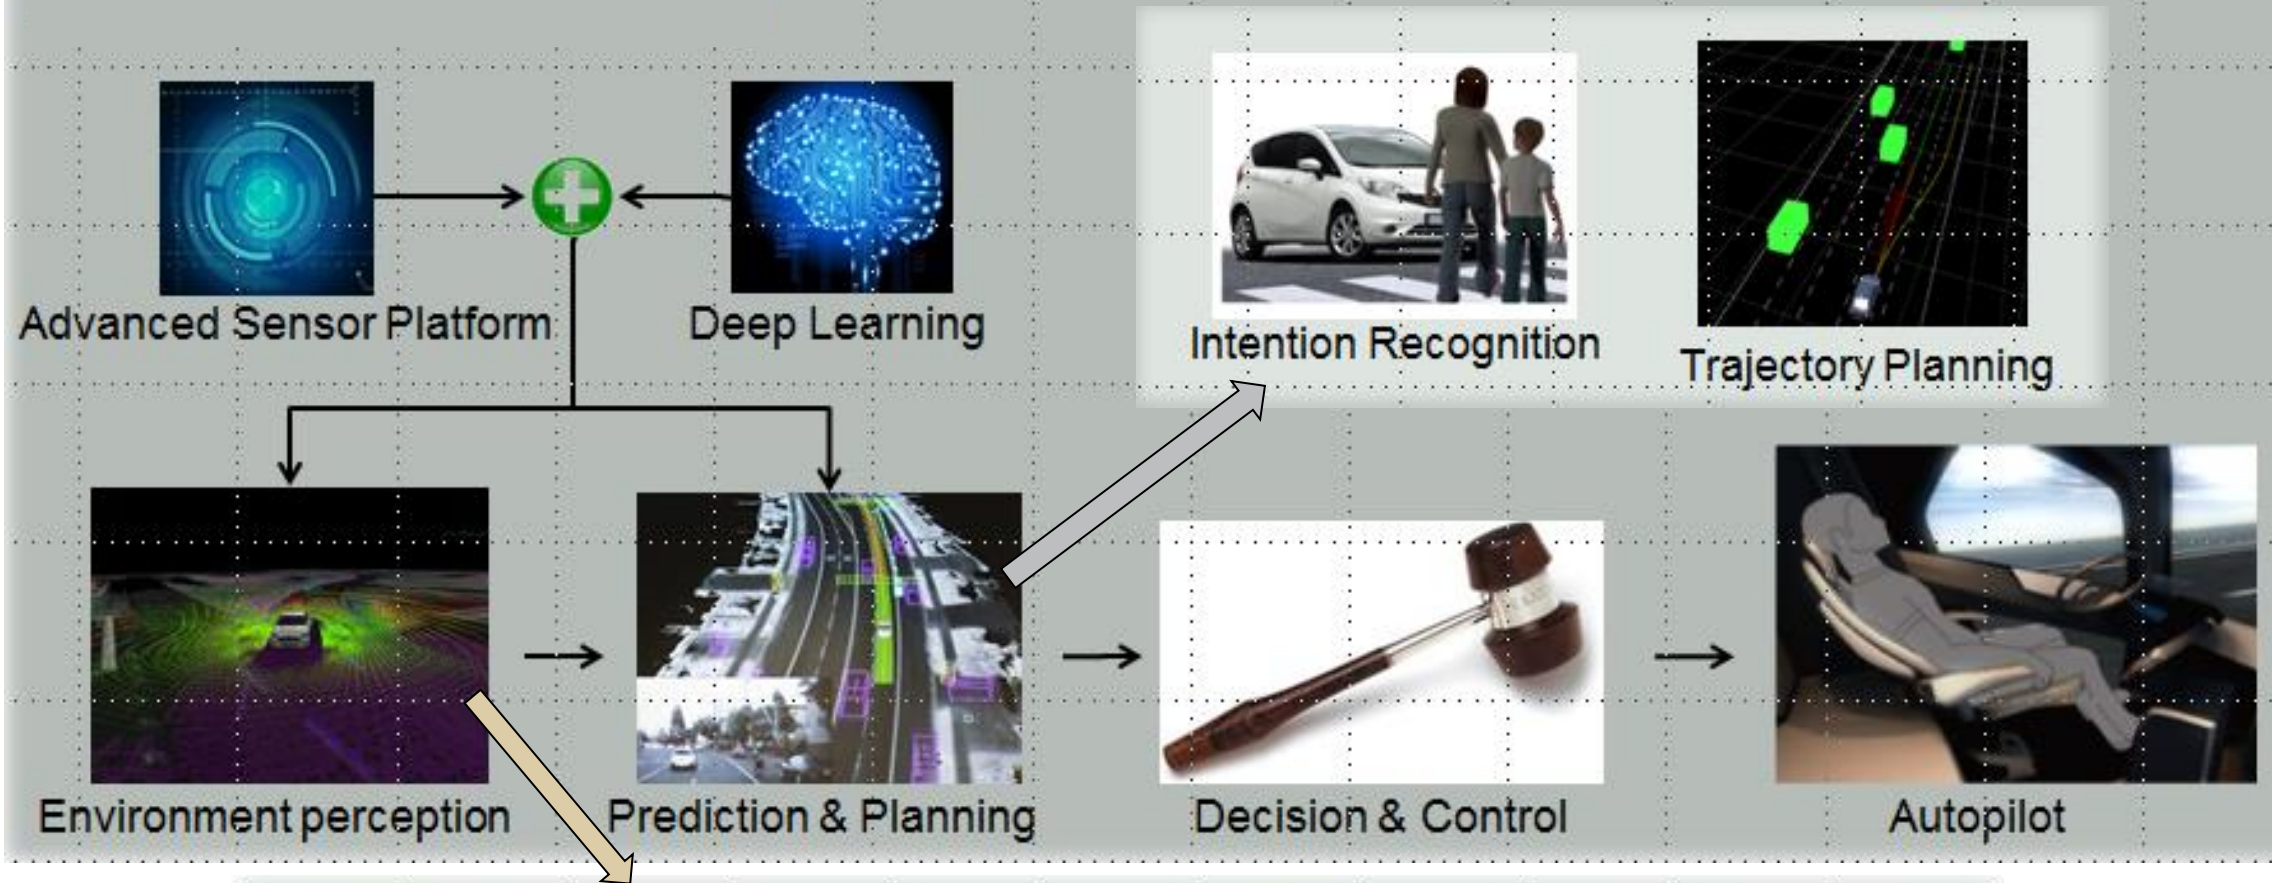 Advanced Sensor Platform
Deep Learning
Intention Recognition
Trajectory Planning
Environment perception
Prediction & Planning
Decision & Control
Autopilot